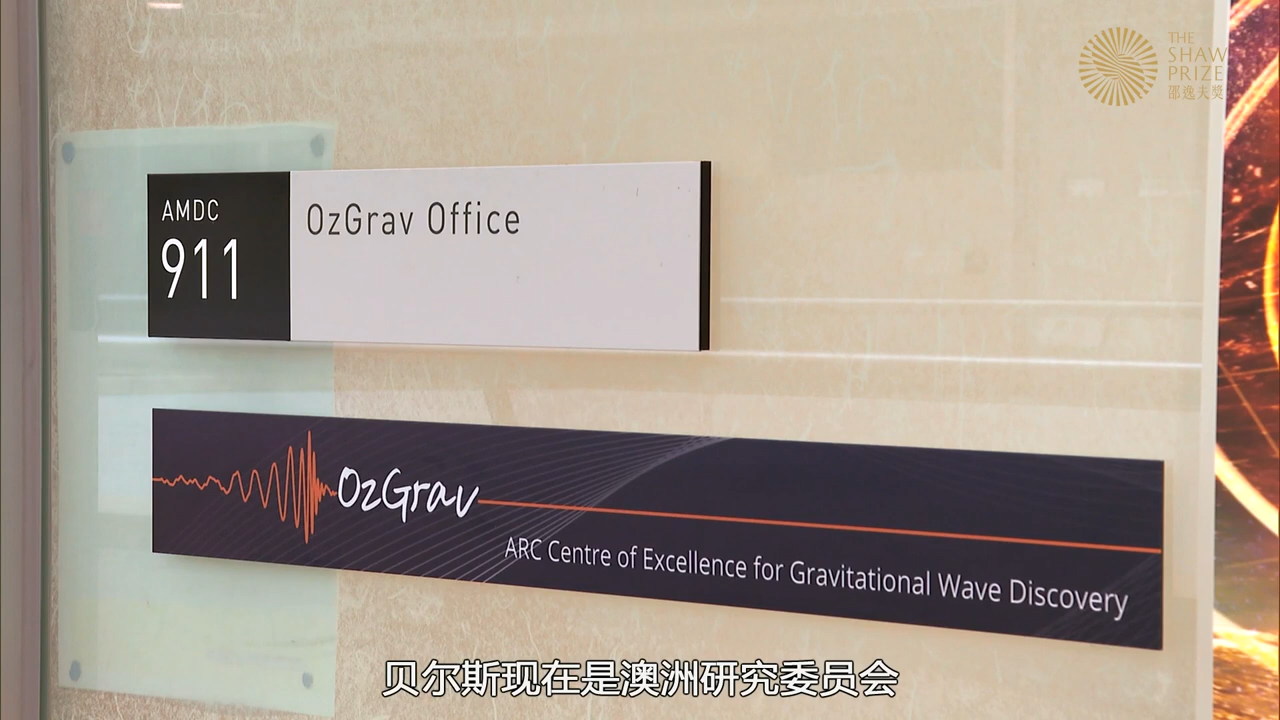 THE
SHAW
PRIZE
邵逸夫獎
AMDC
911
OzGrav Office
OzGrav
ARC Centre of Excellence for Gravitational Wave Discovery
贝尔斯现在是澳洲研究委员会